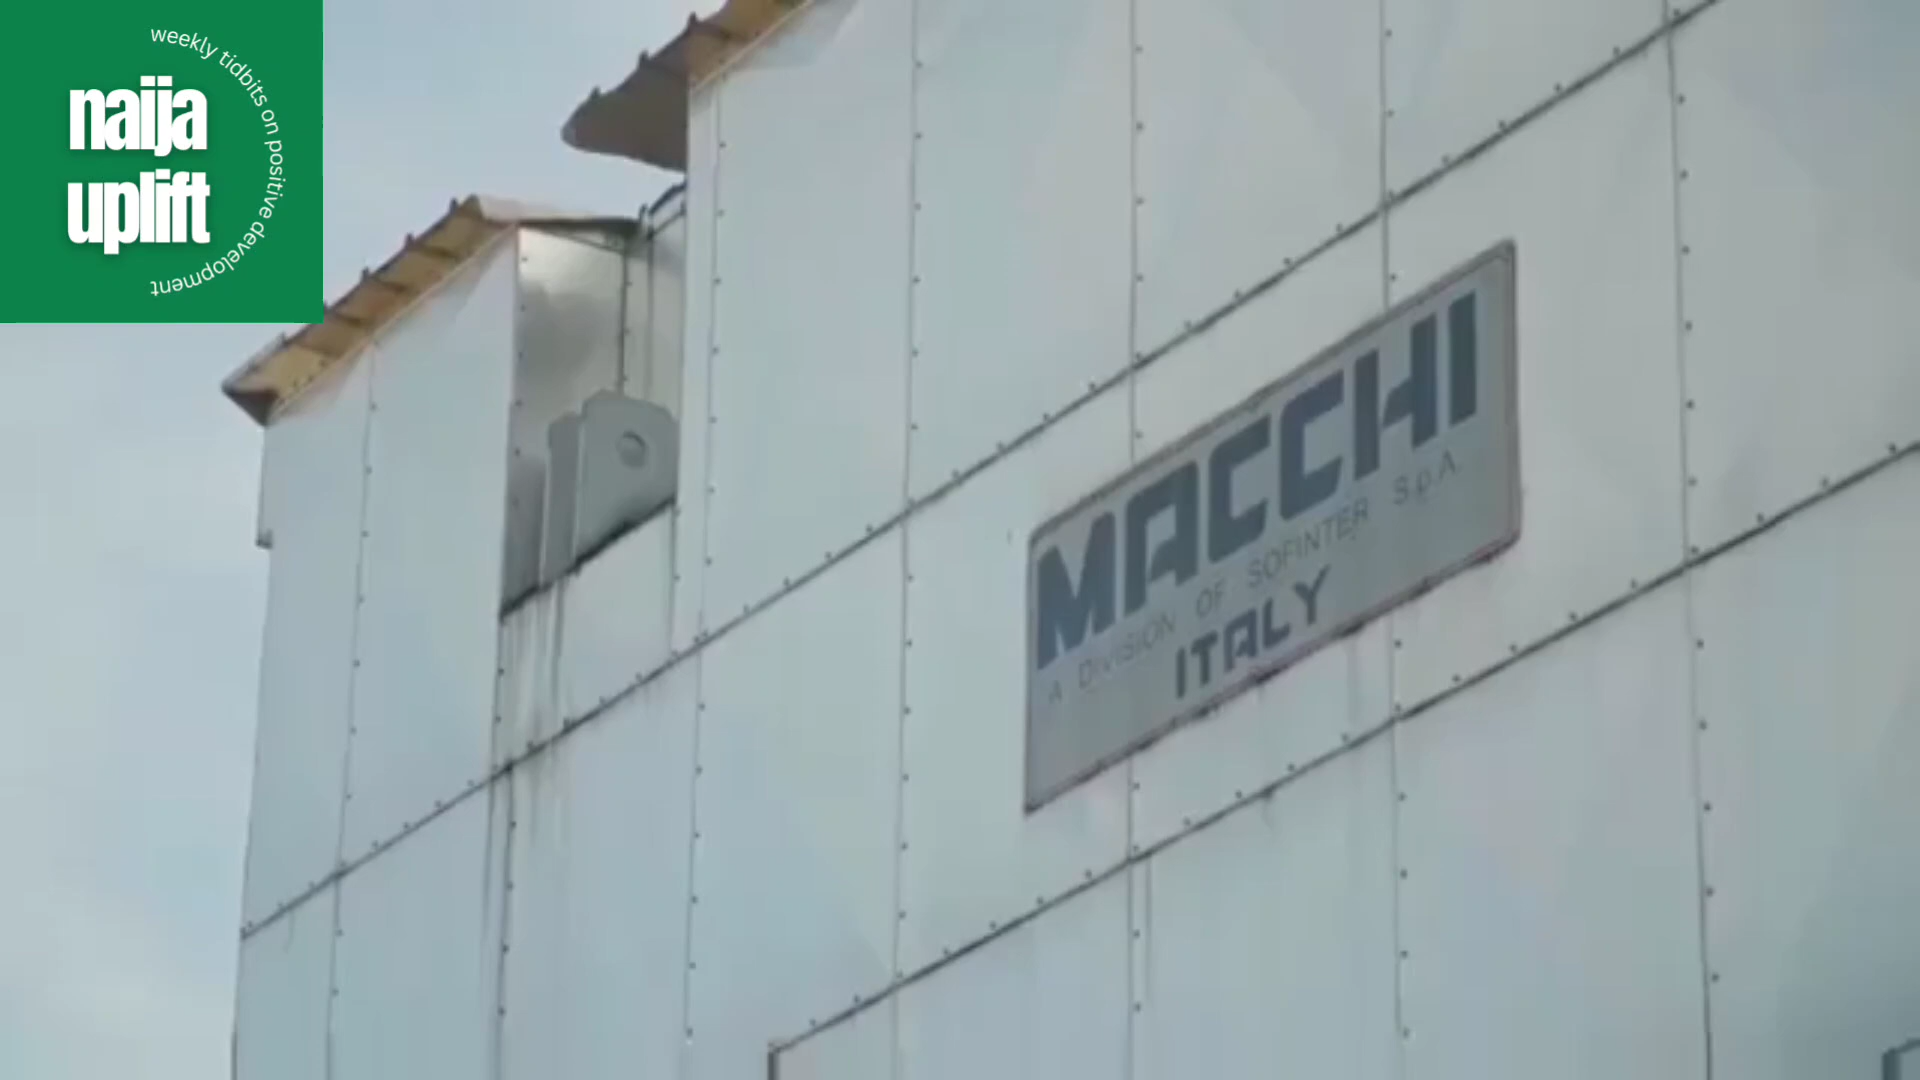 weekly tidbits on positive development
naija
uplift
MACCHI
A DIVISION OF SOFINTER S.p.A.
ITALY